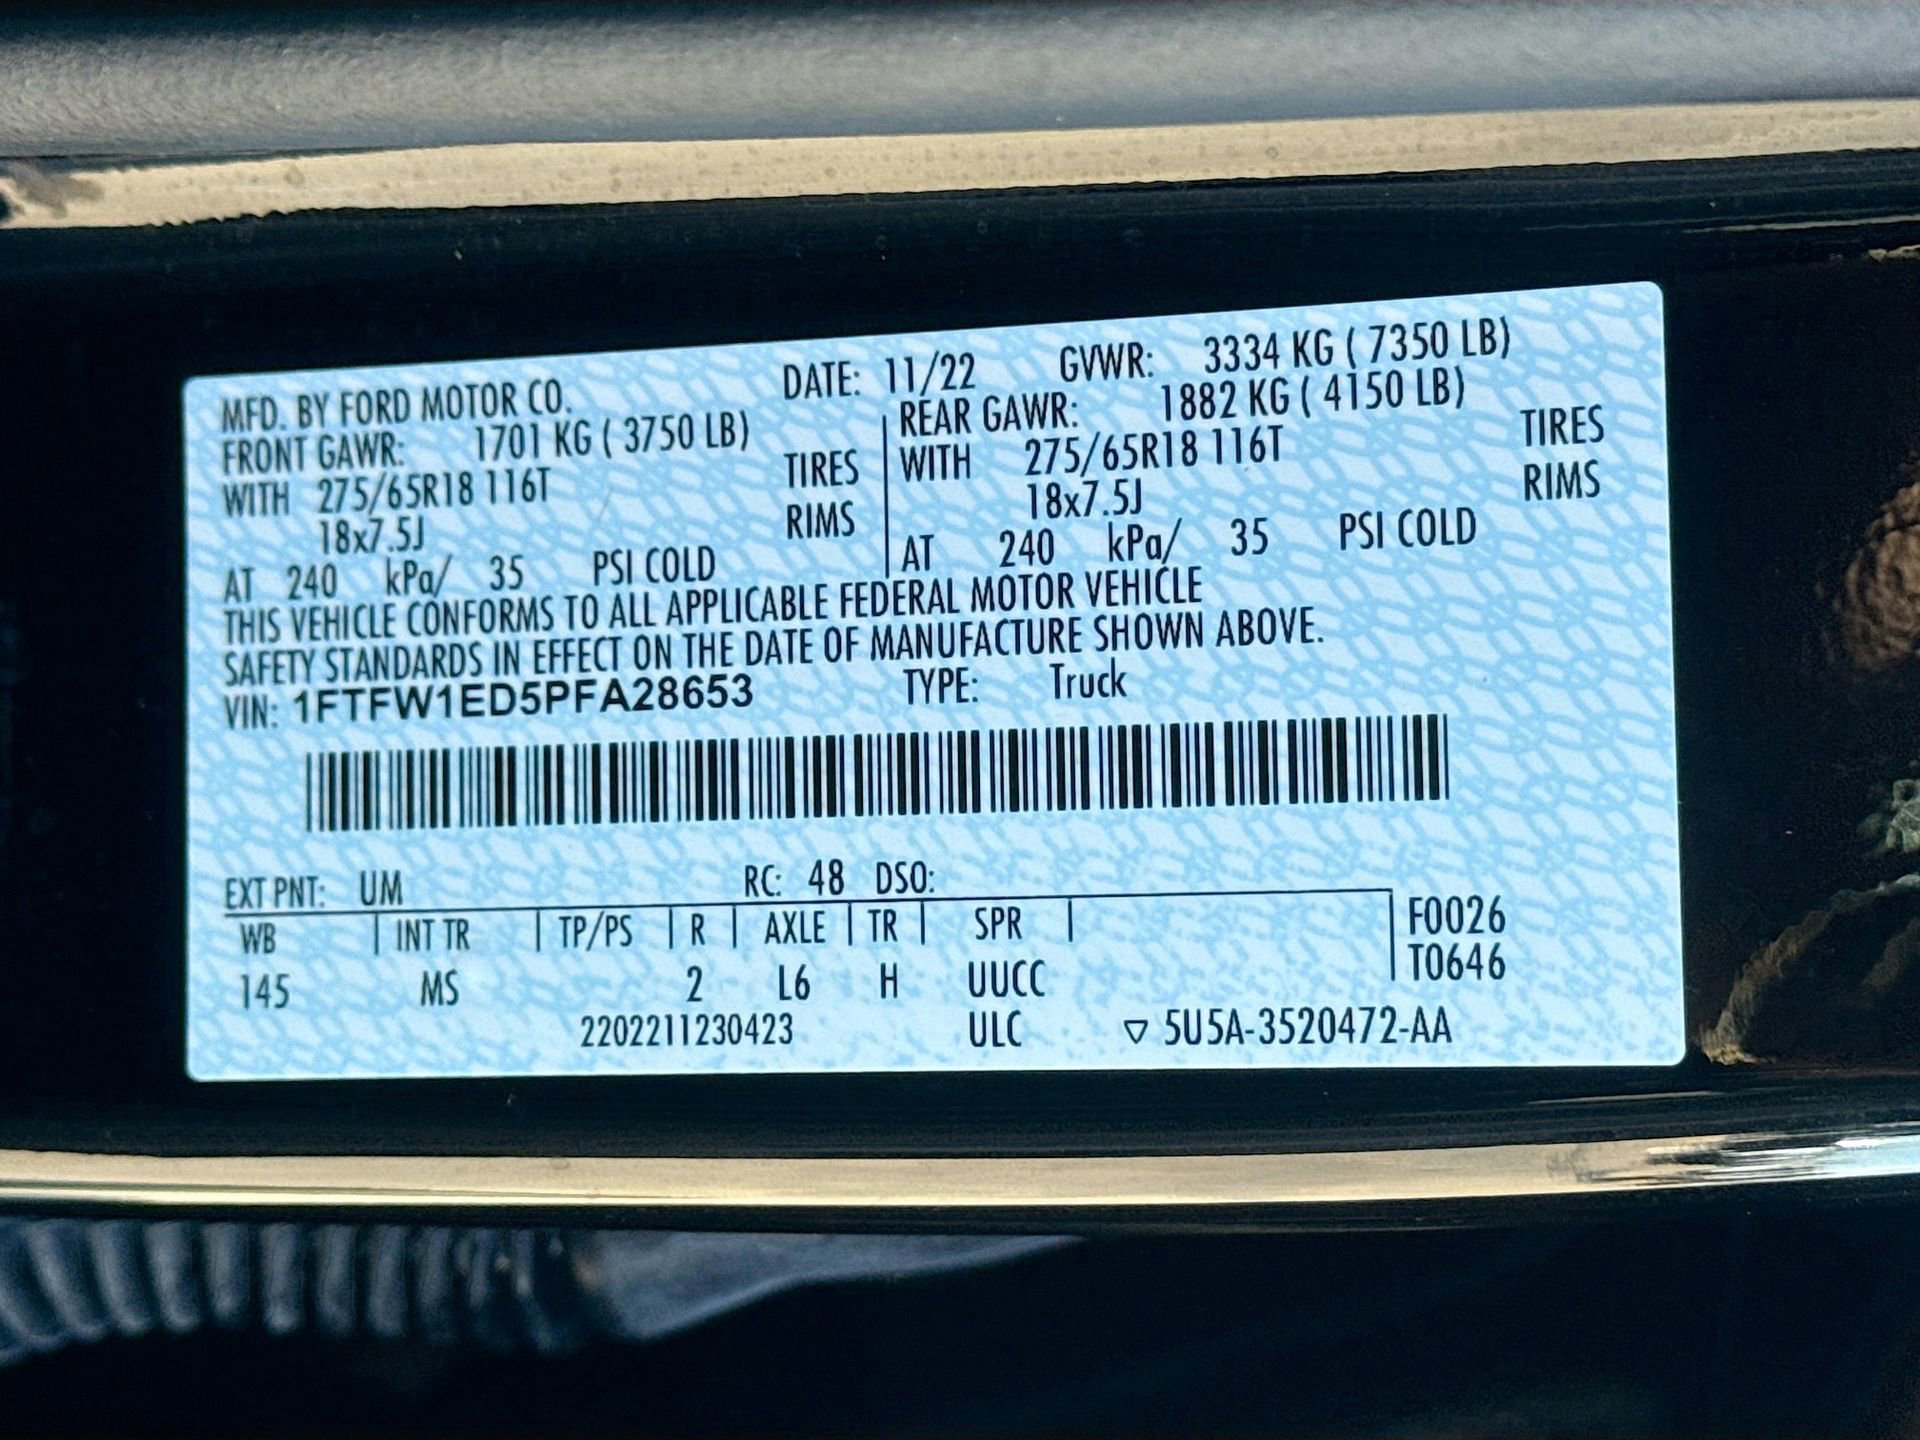 MFD. BY FORD MOTOR CO. DATE: 11/22 GVWR: 3334 KG ( 7350 LB)
FRONT GAWR: 1701 KG ( 3750 LB) REAR GAWR: 1882 KG ( 4150 LB)
WITH 275/65R18 116T TIRES WITH 275/65R18 116T TIRES
18x7.5J RIMS 18x7.5J RIMS
AT 240 kPa/ 35 PSI COLD AT 240 kPa/ 35 PSI COLD
THIS VEHICLE CONFORMS TO ALL APPLICABLE FEDERAL MOTOR VEHICLE
SAFETY STANDARDS IN EFFECT ON THE DATE OF MANUFACTURE SHOWN ABOVE.
VIN: 1FTFW1ED5PFA28653 TYPE: Truck
EXT PNT: UM RC: 48 DSO:
WB INT TR TP/PS R AXLE TR SPR F0026
T0646
145 MS 2 L6 H UUCC
2202211230423 ULC ▽ 5U5A-3520472-AA